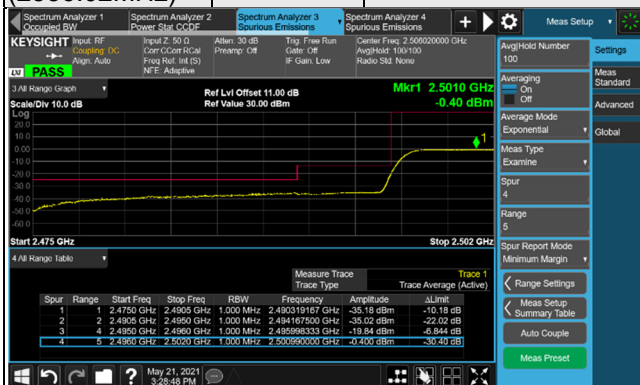 (2506.02MHz)
Spectrum Analyzer 1
Occupied BW
Spectrum Analyzer 2
Power Stat CCDF
Spectrum Analyzer 3
Spurious Emissions
Spectrum Analyzer 4
Spurious Emissions
Meas Setup
KEYSIGHT
Input: RF
Coupling: DC
Align: Auto
Input Z: 50 Ω
Corr CCorr RCal
Freq Ref: Int (S)
NFE: Adaptive
Atten: 30 dB
Preamp: Off
Trig: Free Run
Gate: Off
IF Gain: Low
Center Freq: 2.506020000 GHz
Avg|Hold: 100/100
Radio Std: None
LXI PASS
3 All Range Graph
Scale/Div 10.0 dB
Ref Lvl Offset 11.00 dB
Ref Value 30.00 dBm
Mkr1 2.5010 GHz
-0.40 dBm
Log
20.0
10.0
0.00
-10.0
-20.0
-30.0
-40.0
-50.0
-60.0
1
Start 2.475 GHz
Stop 2.502 GHz
4 All Range Table
Measure Trace Trace 1
Trace Type Trace Average (Active)
Spur Range Start Freq Stop Freq RBW Frequency Amplitude ΔLimit
1 1 2.4750 GHz 2.4905 GHz 1.000 MHz 2.490319167 GHz -35.18 dBm -10.18 dB
2 2 2.4905 GHz 2.4950 GHz 1.000 MHz 2.494167500 GHz -35.02 dBm -22.02 dB
3 4 2.4950 GHz 2.4960 GHz 1.000 MHz 2.495998333 GHz -19.84 dBm -6.844 dB
4 5 2.4960 GHz 2.5020 GHz 1.000 MHz 2.500990000 GHz -0.400 dBm -30.40 dB
Avg|Hold Number
100
Averaging
On
Off
Average Mode
Exponential
Meas Type
Examine
Spur
4
Range
5
Spur Report Mode
Minimum Margin
Range Settings
Meas Setup
Summary Table
Auto Couple
Meas Preset
Settings
Meas
Standard
Advanced
Global
May 21, 2021
3:28:48 PM